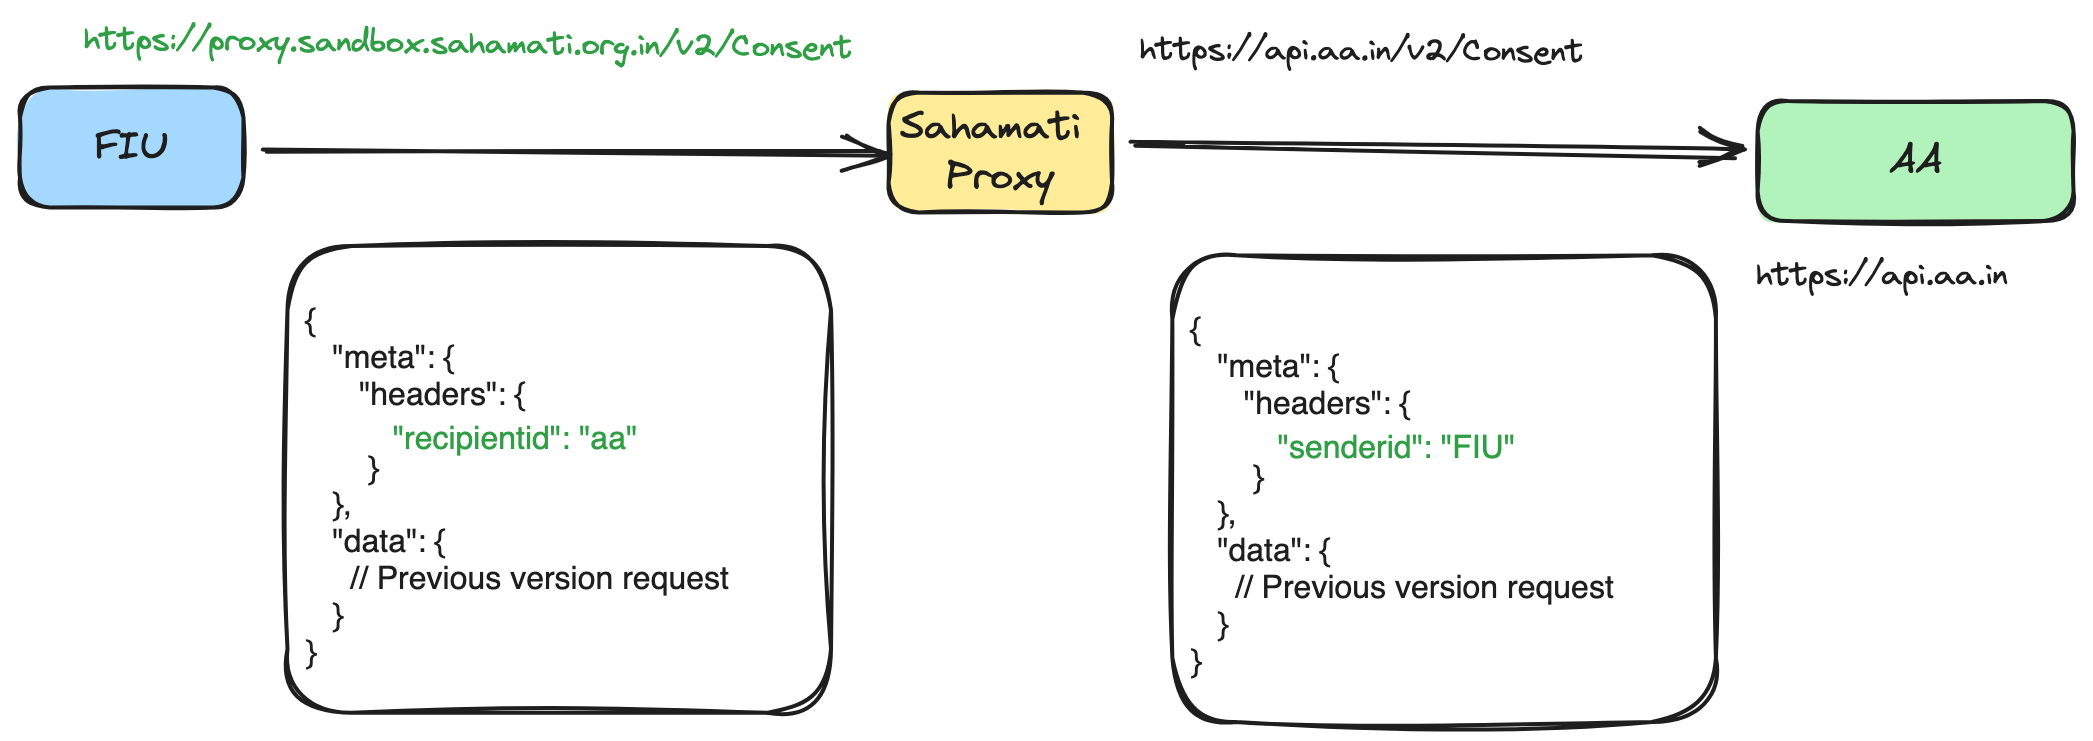 https://proxy.sandbox.sahamati.org.in/v2/Consent
https://api.aa.in/v2/Consent
FIU
Sahamati
Proxy
AA
https://api.aa.in
{
"meta": {
"headers": {
"recipientid": "aa"
}
},
"data": {
// Previous version request
}
}
{
"meta": {
"headers": {
"senderid": "FIU"
}
},
"data": {
// Previous version request
}
}